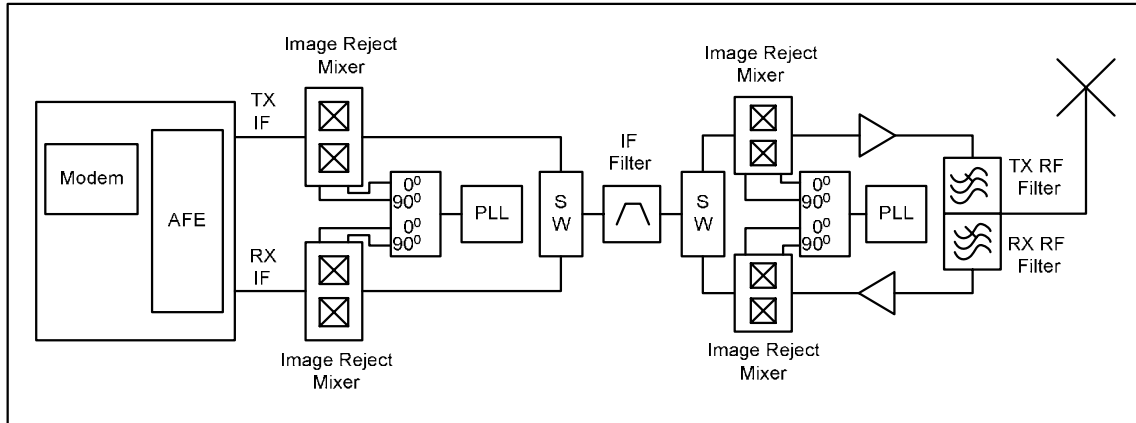 Image Reject
Mixer
TX
IF
Modem
AFE
RX
IF
0⁰
90⁰
0⁰
90⁰
PLL
Image Reject
Mixer
S
W
IF
Filter
S
W
Image Reject
Mixer
0⁰
90⁰
0⁰
90⁰
PLL
Image Reject
Mixer
TX RF
Filter
RX RF
Filter